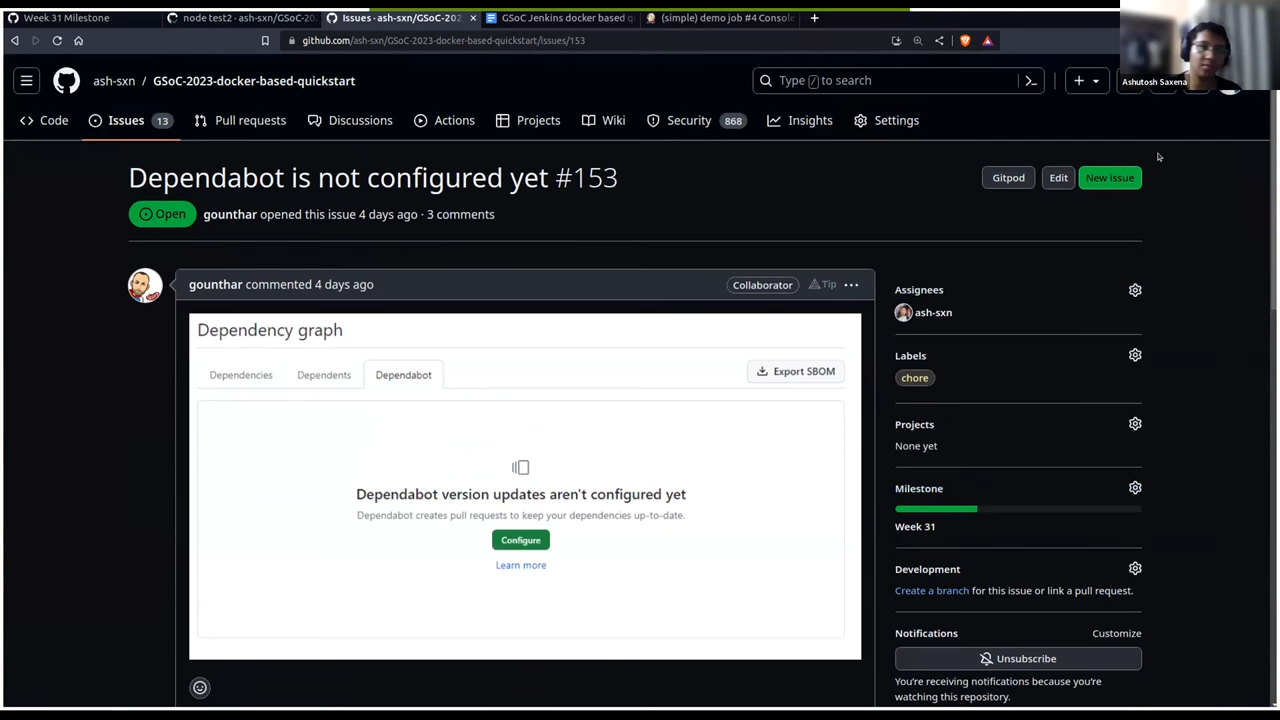 Week 31 Milestone
node test2 · ash-sxn/GSoC-202
Issues · ash-sxn/GSoC-202
GSoC Jenkins docker based q
(simple) demo job #4 Console
github.com/ash-sxn/GSoC-2023-docker-based-quickstart/issues/153
Ashutosh Saxena
ash-sxn / GSoC-2023-docker-based-quickstart
Type / to search
Code
Issues 13
Pull requests
Discussions
Actions
Projects
Wiki
Security 868
Insights
Settings
Dependabot is not configured yet #153
Gitpod
Edit
New issue
Open
gounthar opened this issue 4 days ago · 3 comments
gounthar commented 4 days ago
Collaborator
Tip
Dependency graph
Dependencies
Dependents
Dependabot
Export SBOM
Dependabot version updates aren't configured yet
Dependabot creates pull requests to keep your dependencies up-to-date.
Configure
Learn more
Assignees
ash-sxn
Labels
chore
Projects
None yet
Milestone
Week 31
Development
Create a branch for this issue or link a pull request.
Notifications
Customize
Unsubscribe
You're receiving notifications because you're
watching this repository.